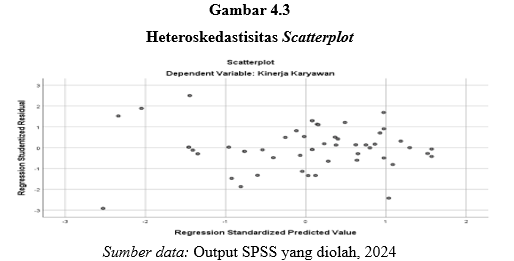 Gambar 4.3
Heteroskedastisitas Scatterplot
Scatterplot
Dependent Variable: Kinerja Karyawan
Regression Studentized Residual
3
2
1
0
-1
-2
-3
-3
-2
-1
0
1
2
Regression Standardized Predicted Value
Sumber data: Output SPSS yang diolah, 2024